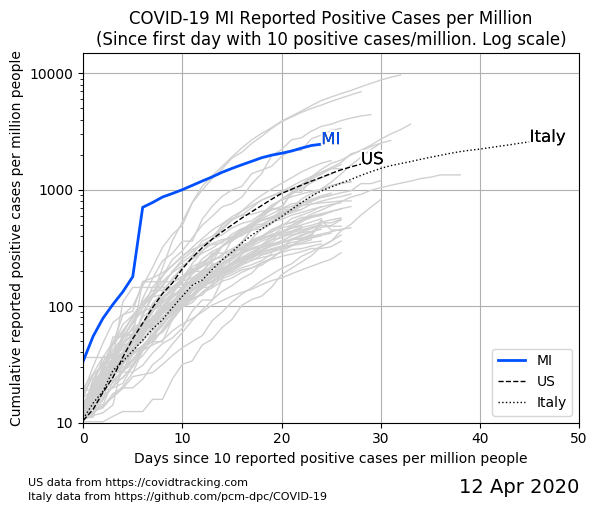 COVID-19 MI Reported Positive Cases per Million
(Since first day with 10 positive cases/million. Log scale)
Cumulative reported positive cases per million people
10000
1000
100
10
MI
US
Italy
MI
US
Italy
0
10
20
30
40
50
Days since 10 reported positive cases per million people
US data from https://covidtracking.com
Italy data from https://github.com/pcm-dpc/COVID-19
12 Apr 2020